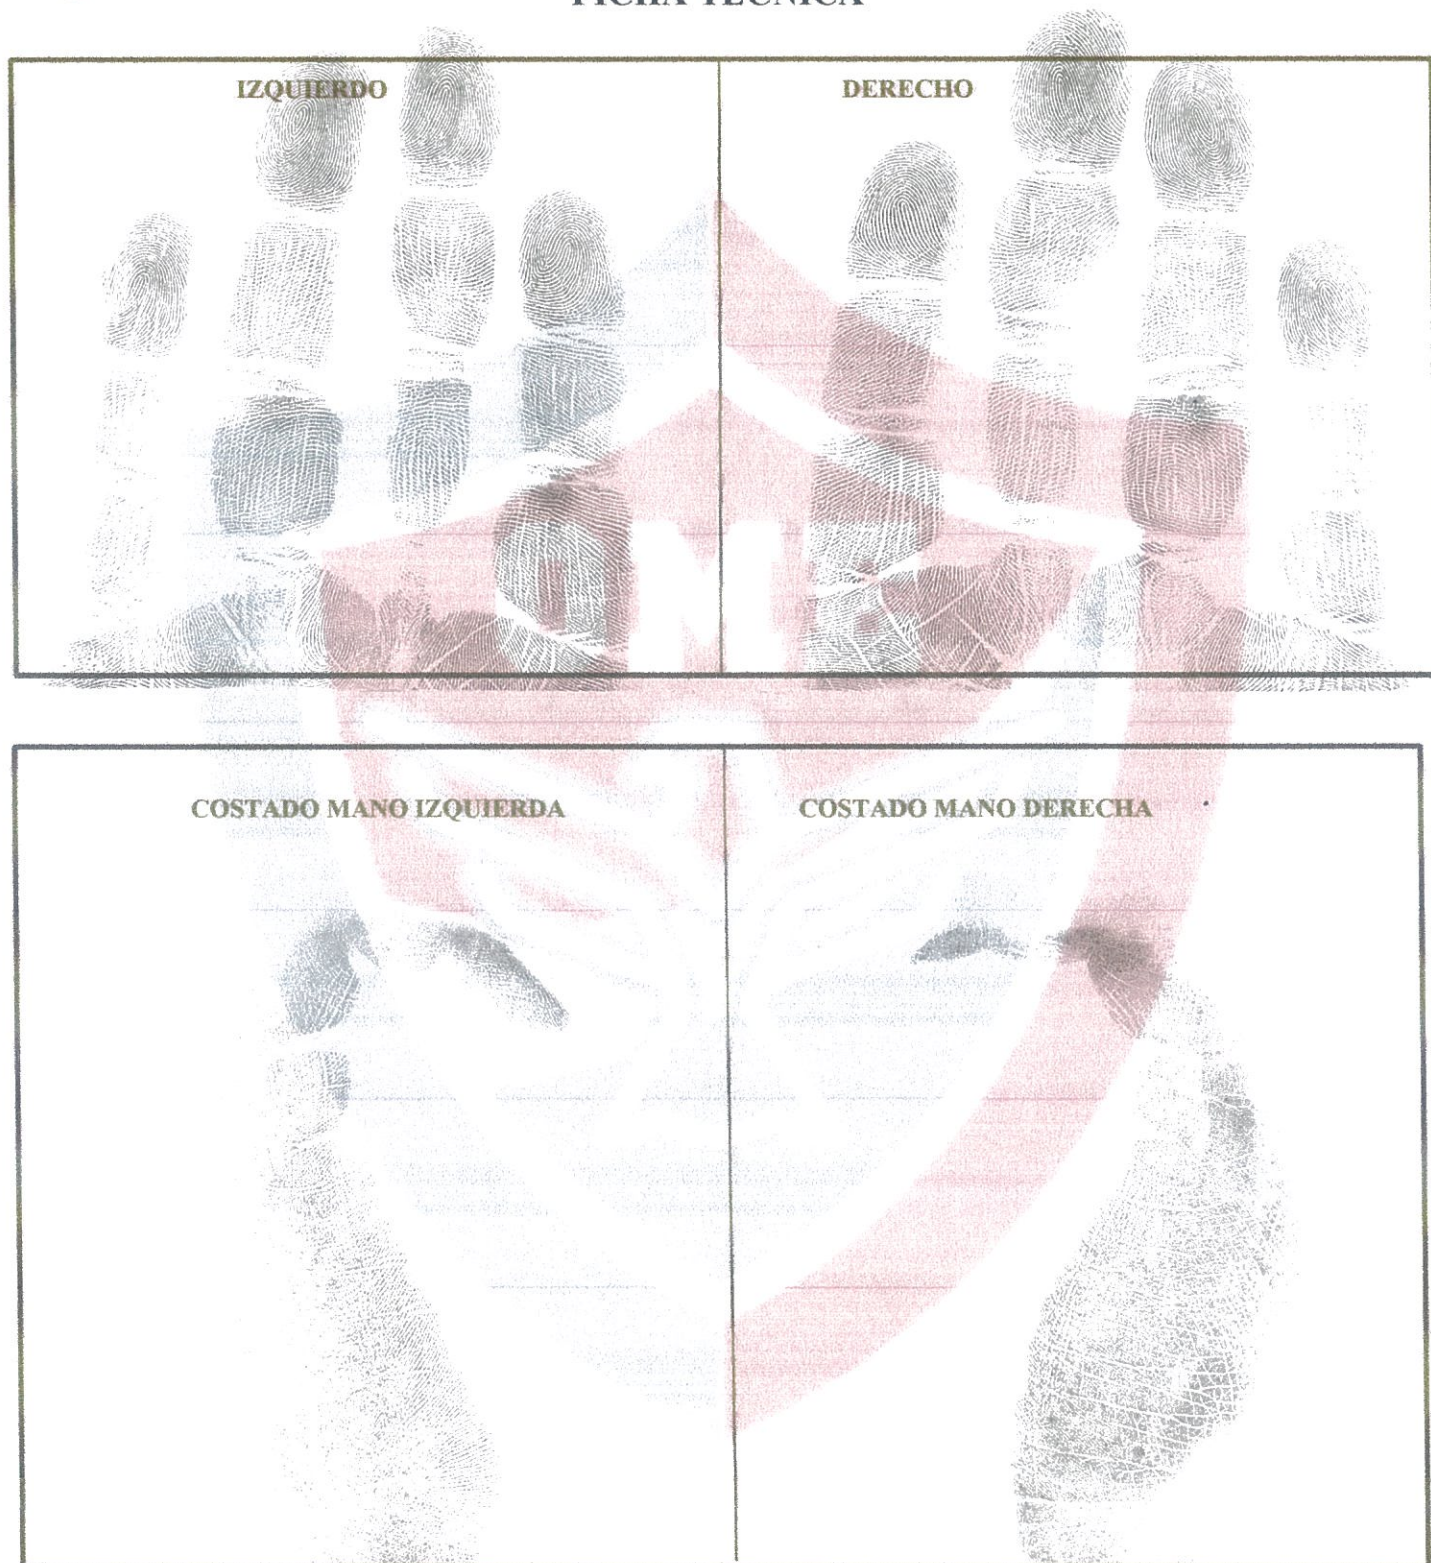 FICHA TÉCNICA
IZQUIERDO
DERECHO
COSTADO MANO IZQUIERDA
COSTADO MANO DERECHA